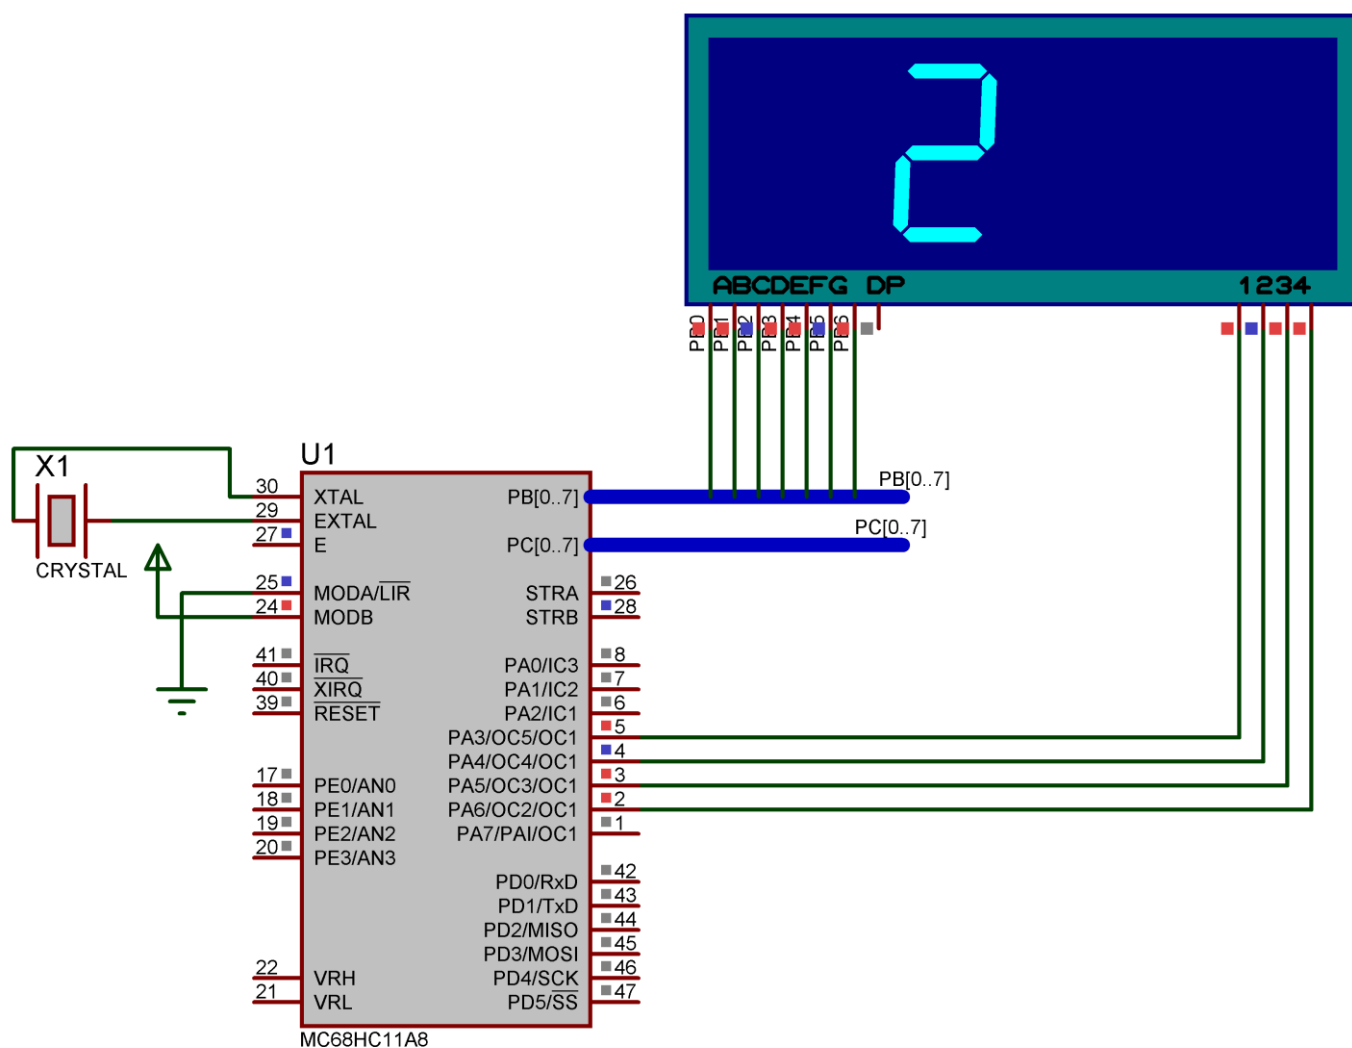 ABCDEFG DP
1234
PB0
PB1
PB2
PB3
PB4
PB5
PB6
U1
X1
CRYSTAL
30 XTAL
29 EXTAL
27 E
25 MODA/LIR
24 MODB
41 IRQ
40 XIRQ
39 RESET
17 PE0/AN0
18 PE1/AN1
19 PE2/AN2
20 PE3/AN3
22 VRH
21 VRL
PB[0..7] PB[0..7]
PC[0..7] PC[0..7]
STRA 26
STRB 28
PA0/IC3 8
PA1/IC2 7
PA2/IC1 6
PA3/OC5/OC1 5
PA4/OC4/OC1 4
PA5/OC3/OC1 3
PA6/OC2/OC1 2
PA7/PAI/OC1 1
PD0/RxD 42
PD1/TxD 43
PD2/MISO 44
PD3/MOSI 45
PD4/SCK 46
PD5/SS 47
MC68HC11A8
2